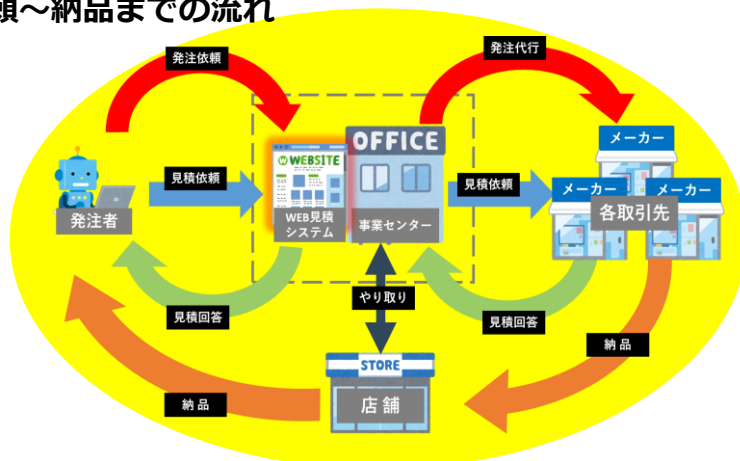 頼～納品までの流れ
発注依頼
発注代行
OFFICE
WEBSITE
メーカー
見積依頼
見積依頼
メーカー
メーカー
発注者
WEB見積
システム
事業センター
各取引先
やり取り
見積回答
見積回答
納品
STORE
店舗
納品